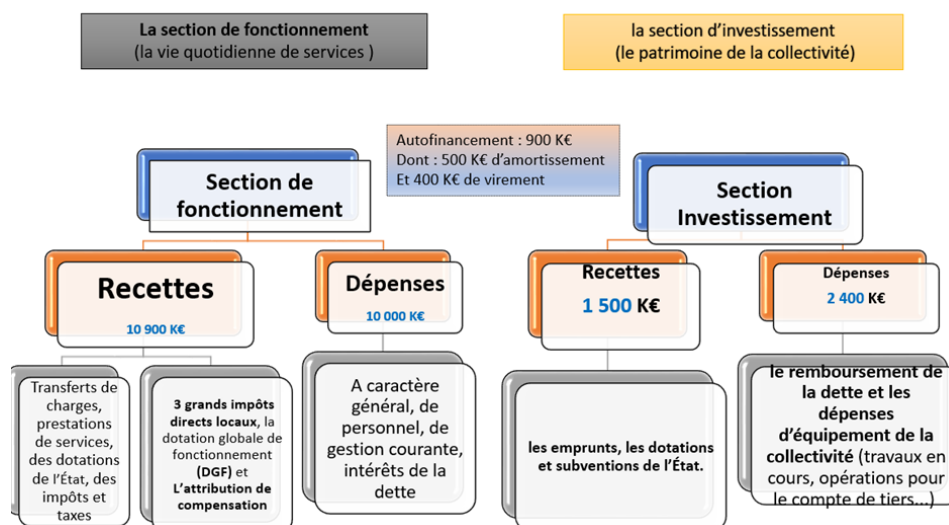 La section de fonctionnement
(la vie quotidienne de services )
la section d'investissement
(le patrimoine de la collectivité)
Autofinancement : 900 K€
Dont : 500 K€ d'amortissement
Et 400 K€ de virement
Section de
fonctionnement
Section
Investissement
Recettes
10 900 K€
Dépenses
10 000 K€
Recettes
1 500 K€
Dépenses
2 400 K€
Transferts de
charges,
prestations de
services,
des dotations
de l'État, des
impôts et
taxes
3 grands impôts
directs locaux, la
dotation globale de
fonctionnement
(DGF) et
L'attribution de
compensation
A caractère
général, de
personnel, de
gestion courante,
intérêts de la
dette
les emprunts, les dotations
et subventions de l'État.
le remboursement de
la dette et les
dépenses
d'équipement de la
collectivité (travaux en
cours, opérations pour
le compte de tiers...)